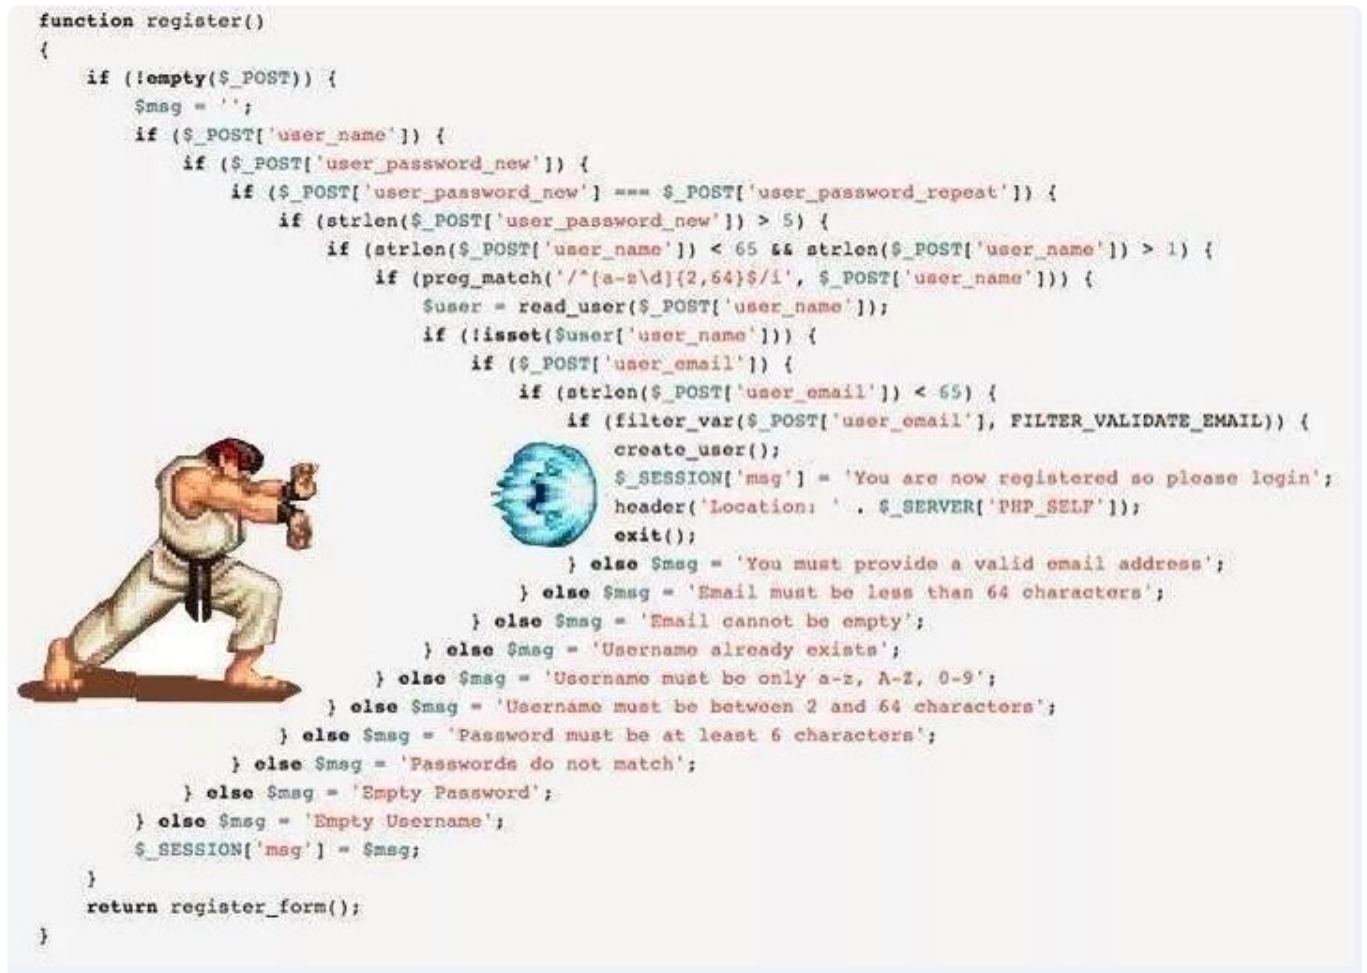 function register()
{
if (!empty($_POST)) {
$msg = '';
if ($_POST['user_name']) {
if ($_POST['user_password_new']) {
if ($_POST['user_password_new'] === $_POST['user_password_repeat']) {
if (strlen($_POST['user_password_new']) > 5) {
if (strlen($_POST['user_name']) < 65 && strlen($_POST['user_name']) > 1) {
if (preg_match('/^[a-z\d]{2,64}$/i', $_POST['user_name'])) {
$user = read_user($_POST['user_name']);
if (!isset($user['user_name'])) {
if ($_POST['user_email']) {
if (strlen($_POST['user_email']) < 65) {
if (filter_var($_POST['user_email'], FILTER_VALIDATE_EMAIL)) {
create_user();
$_SESSION['msg'] = 'You are now registered so please login';
header('Location: ' . $_SERVER['PHP_SELF']);
exit();
} else $msg = 'You must provide a valid email address';
} else $msg = 'Email must be less than 64 characters';
} else $msg = 'Email cannot be empty';
} else $msg = 'Username already exists';
} else $msg = 'Username must be only a-z, A-Z, 0-9';
} else $msg = 'Username must be between 2 and 64 characters';
} else $msg = 'Password must be at least 6 characters';
} else $msg = 'Passwords do not match';
} else $msg = 'Empty Password';
} else $msg = 'Empty Username';
$_SESSION['msg'] = $msg;
}
return register_form();
}